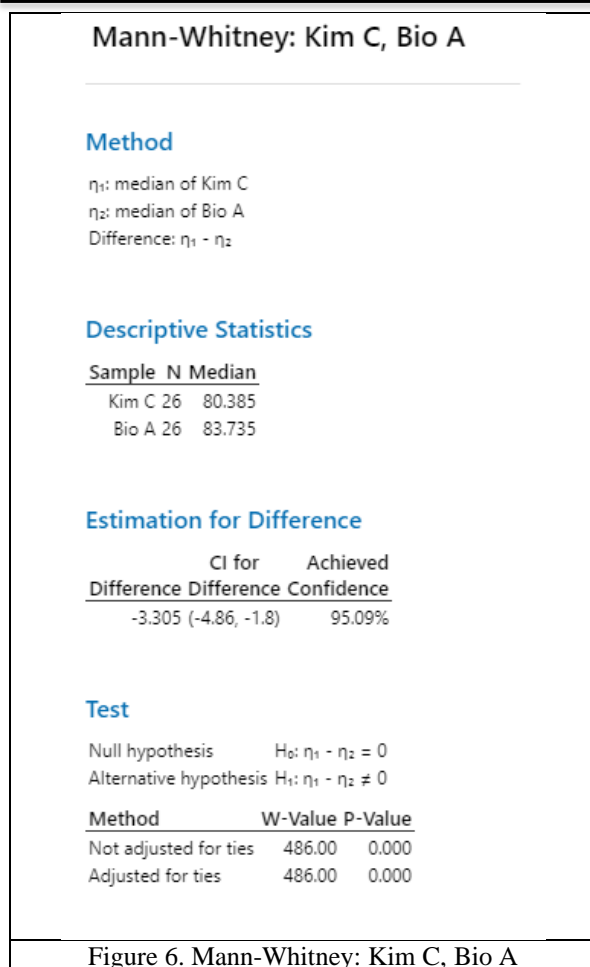 Mann-Whitney: Kim C, Bio A
Method
η₁: median of Kim C
η₂: median of Bio A
Difference: η₁ - η₂
Descriptive Statistics
Sample N Median
Kim C 26 80.385
Bio A 26 83.735
Estimation for Difference
CI for Achieved
Difference Difference Confidence
-3.305 (-4.86, -1.8) 95.09%
Test
Null hypothesis H₀: η₁ - η₂ = 0
Alternative hypothesis H₁: η₁ - η₂ ≠ 0
Method W-Value P-Value
Not adjusted for ties 486.00 0.000
Adjusted for ties 486.00 0.000
Figure 6. Mann-Whitney: Kim C, Bio A